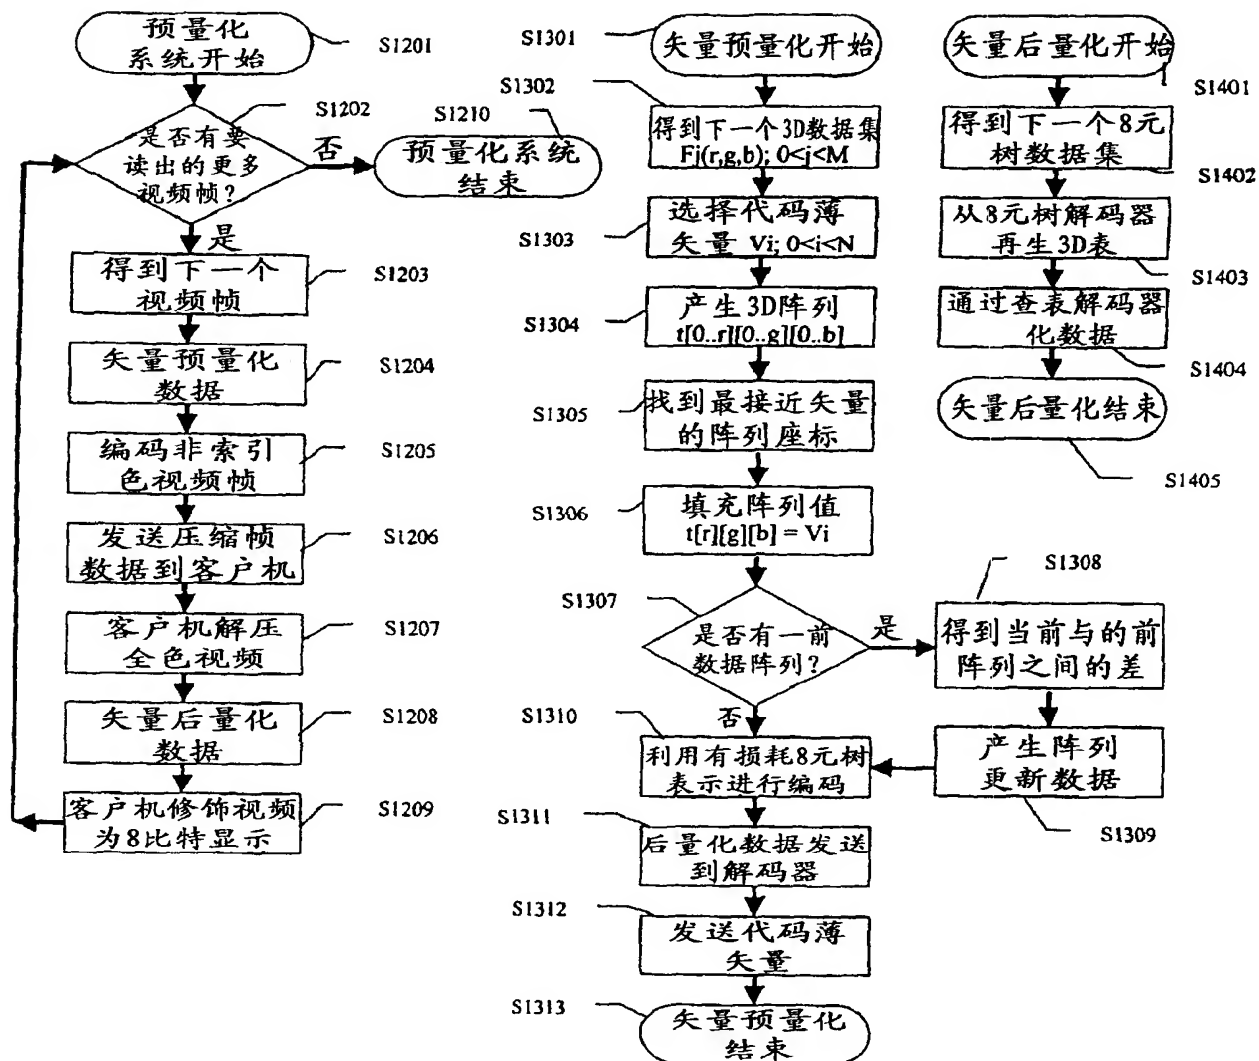 预量化
系统开始
S1201
S1202
是否有要
读出的更多
视频帧?
否
S1210
预量化系统
结束
是
得到下一个
视频帧
S1203
矢量预量化
数据
S1204
编码非索引
色视频帧
S1205
发送压缩帧
数据到客户机
S1206
客户机解压
全色视频
S1207
矢量后量化
数据
S1208
客户机修饰视频
为8比特显示
S1209
S1301
矢量预量化开始
S1302
得到下一个3D数据集
Fj(r,g,b); 0<j<M
S1303
选择代码薄
矢量 Vi; 0<i<N
S1304
产生3D阵列
t[0..r][0..g][0..b]
S1305
找到最接近矢量
的阵列座标
S1306
填充阵列值
t[r][g][b] = Vi
S1307
是否有一前
数据阵列?
是
S1308
得到当前与的前
阵列之间的差
产生阵列
更新数据
S1309
否
S1310
利用有损耗8元树
表示进行编码
S1311
后量化数据发送
到解码器
S1312
发送代码薄
矢量
S1313
矢量预量化
结束
矢量后量化开始
S1401
得到下一个8元
树数据集
S1402
从8元树解码器
再生3D表
S1403
通过查表解码器
化数据
S1404
矢量后量化结束
S1405